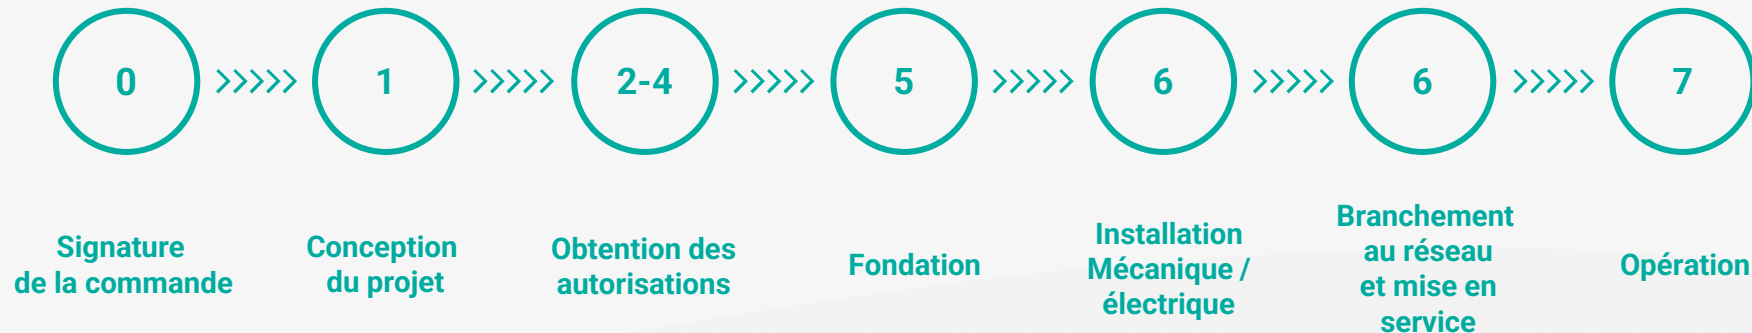 0
1
2-4
5
6
6
7
Signature
de la commande
Conception
du projet
Obtention des
autorisations
Fondation
Installation
Mécanique /
électrique
Branchement
au réseau
et mise en
service
Opération